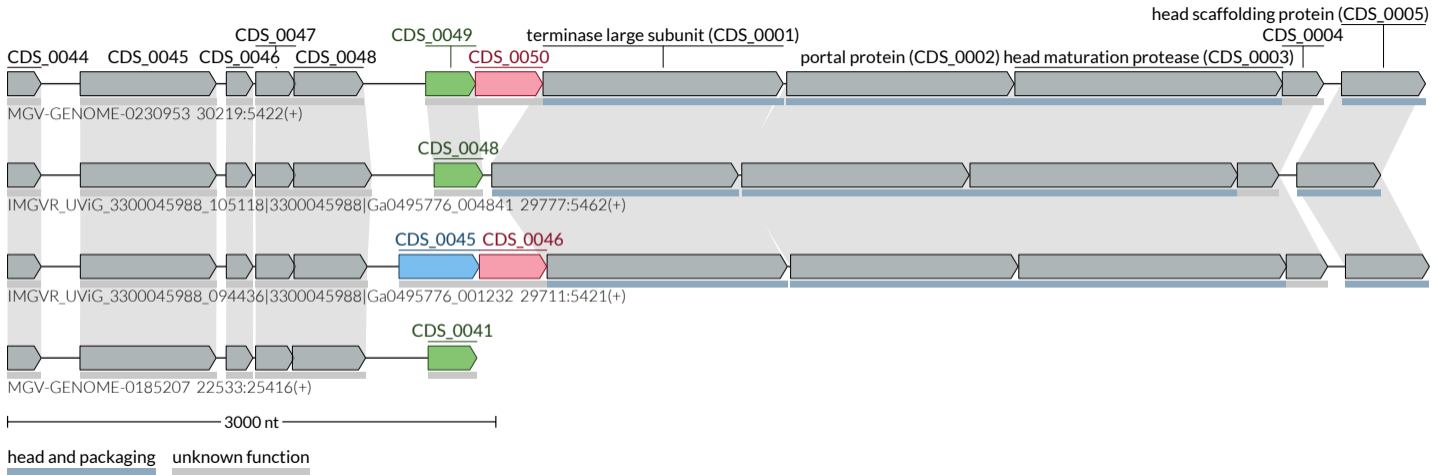 head scaffolding protein (CDS_0005)
CDS_0047 CDS_0049 terminase large subunit (CDS_0001) CDS_0004
CDS_0044 CDS_0045 CDS_0046 CDS_0048 CDS_0050 portal protein (CDS_0002) head maturation protease (CDS_0003)
MGV-GENOME-0230953 30219:5422(+)
CDS_0048
IMGVR_UViG_3300045988_105118|3300045988|Ga0495776_004841 29777:5462(+)
CDS_0045 CDS_0046
IMGVR_UViG_3300045988_094436|3300045988|Ga0495776_001232 29711:5421(+)
CDS_0041
MGV-GENOME-0185207 22533:25416(+)
3000 nt
head and packaging unknown function